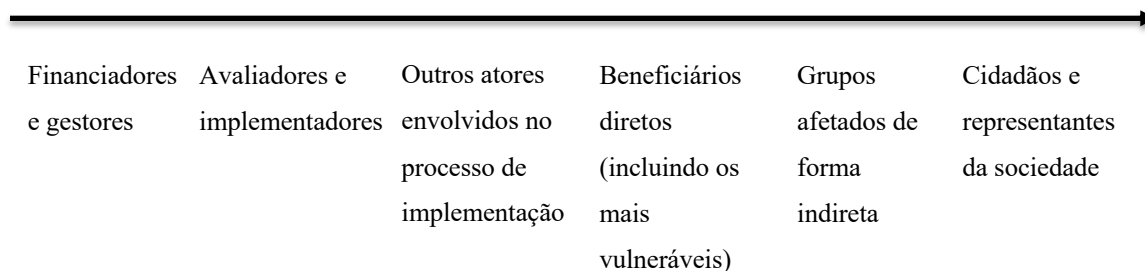 Financiadores
e gestores
Avaliadores e
implementadores
Outros atores
envolvidos no
processo de
implementação
Beneficiários
diretos
(incluindo os
mais
vulneráveis)
Grupos
afetados de
forma
indireta
Cidadãos e
representantes
da sociedade